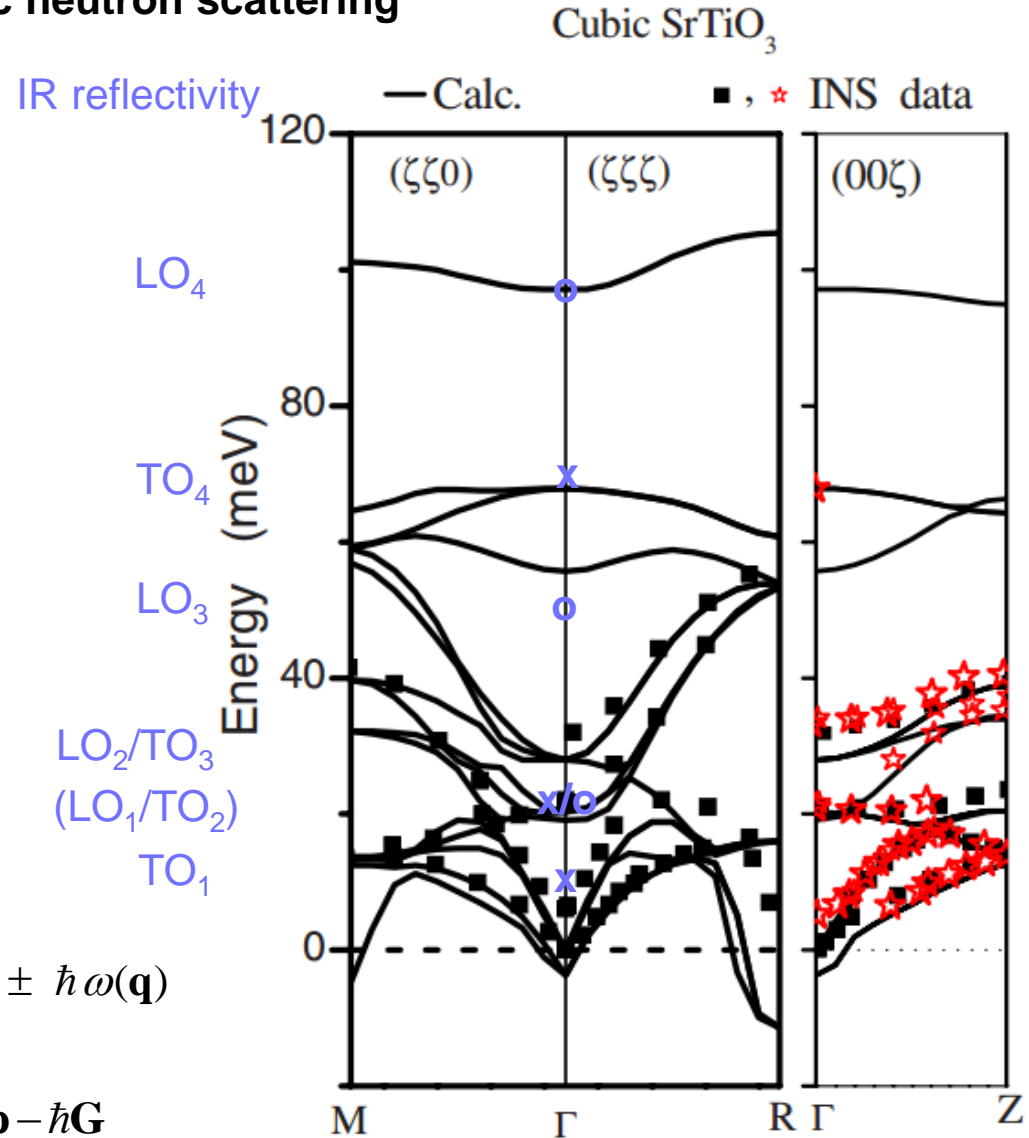 c neutron scattering
Cubic SrTiO₃
IR reflectivity
— Calc.
■ , ☆ INS data
120
(ζζ0)
(ζζζ)
(00ζ)
LO₄
80
TO₄
x
LO₃
o
Energy (meV)
40
LO₂/TO₃
(LO₁/TO₂)
x/o
TO₁
x
0
± ħω(q)
– ħG
M
Γ
R
Γ
Z